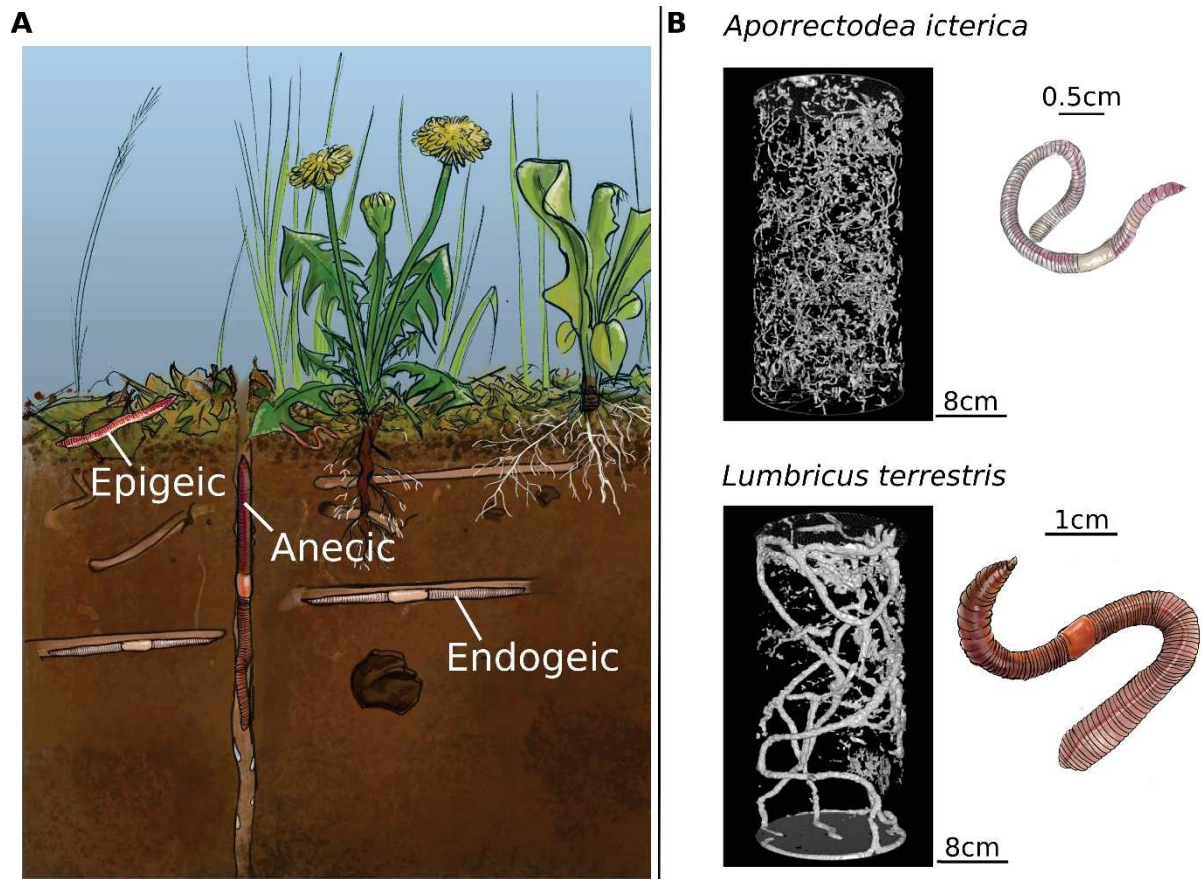 A
Epigeic
Anecic
Endogeic
B
Aporrectodea icterica
0.5cm
8cm
Lumbricus terrestris
1cm
8cm